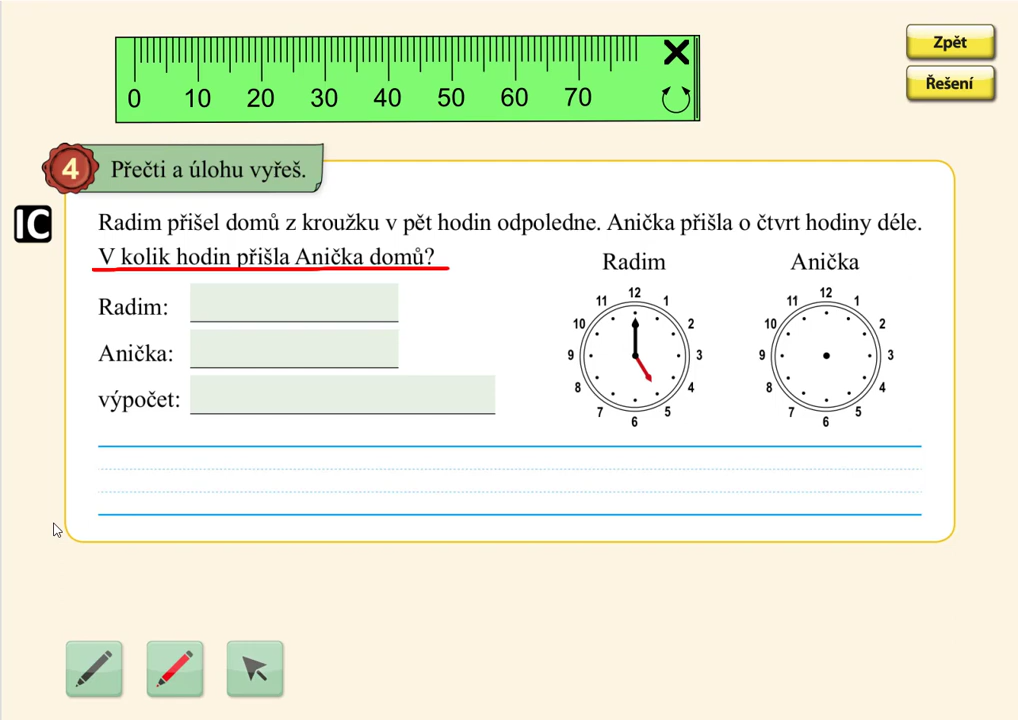 Zpět
Řešení
0 10 20 30 40 50 60 70
4 Přečti a úlohu vyřeš.
IC
Radim přišel domů z kroužku v pět hodin odpoledne. Anička přišla o čtvrt hodiny déle.
V kolik hodin přišla Anička domů?
Radim Anička
Radim:
Anička:
výpočet:
12 1 2 3 4 5 6 7 8 9 10 11
12 1 2 3 4 5 6 7 8 9 10 11